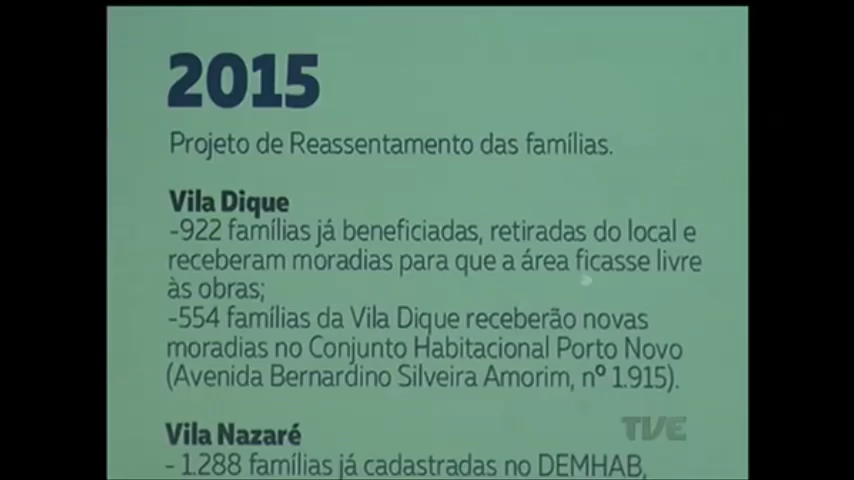 2015
Projeto de Reassentamento das famílias.
Vila Dique
-922 famílias já beneficiadas, retiradas do local e
receberam moradias para que a área ficasse livre
às obras;
-554 famílias da Vila Dique receberão novas
moradias no Conjunto Habitacional Porto Novo
(Avenida Bernardino Silveira Amorim, nº 1.915).
TVE
Vila Nazaré
- 1.288 famílias já cadastradas no DEMHAB,